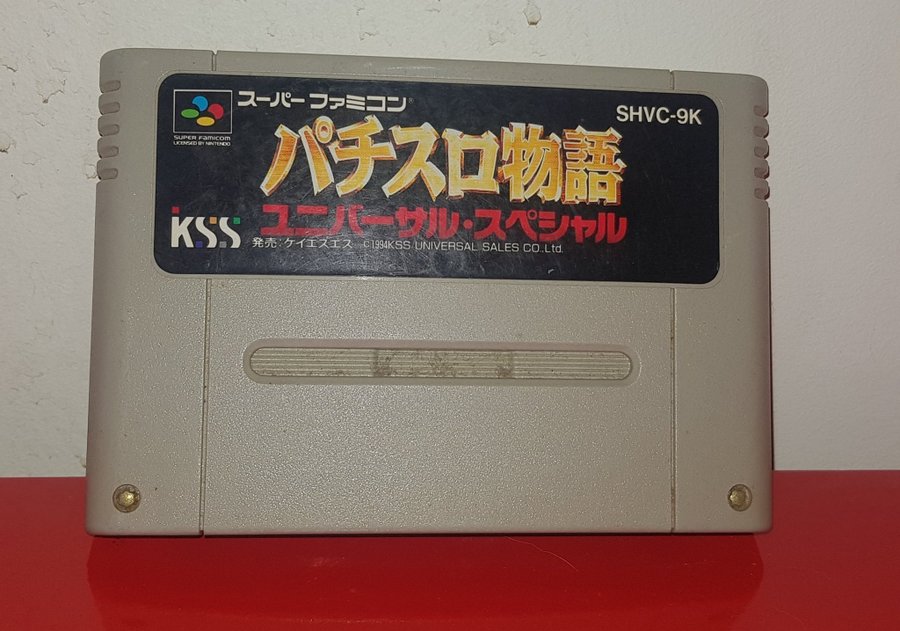 スーパーファミコン®
SHVC-9K
SUPER FAMICOM
LICENSED BY NINTENDO
パチスロ物語
ユニバーサル・スペシャル
KSS
発売:ケイエスエス ©1994KSS UNIVERSAL SALES CO.,Ltd.